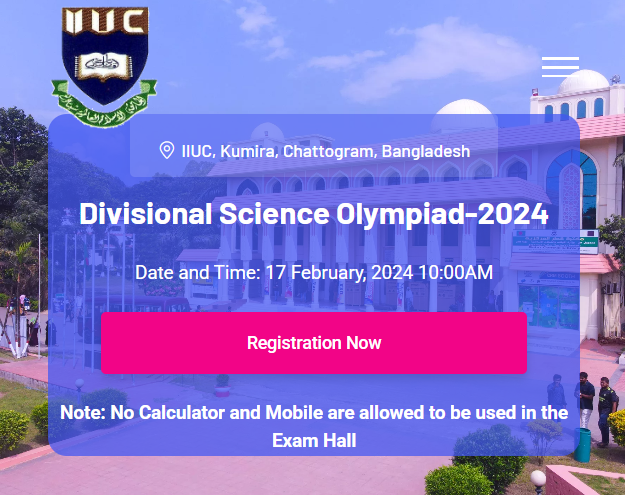 IIUC
IIUC, Kumira, Chattogram, Bangladesh
Divisional Science Olympiad-2024
Date and Time: 17 February, 2024 10:00AM
Registration Now
Note: No Calculator and Mobile are allowed to be used in the
Exam Hall